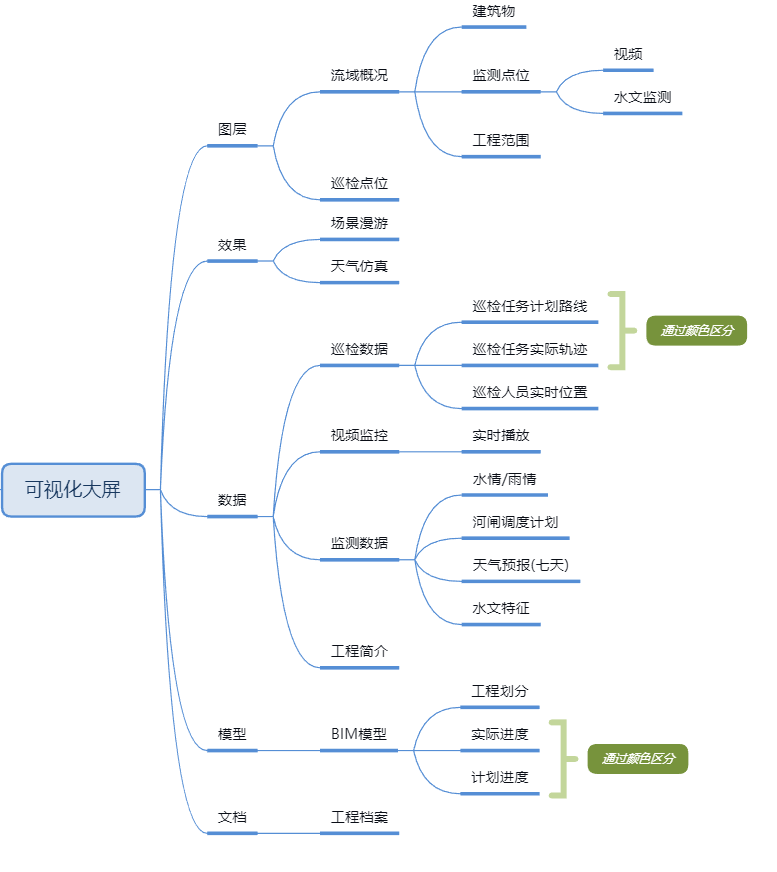 可视化大屏
图层
流域概况
建筑物
监测点位
视频
水文监测
工程范围
巡检点位
效果
场景漫游
天气仿真
数据
巡检数据
巡检任务计划路线
巡检任务实际轨迹
通过颜色区分
巡检人员实时位置
视频监控
实时播放
监测数据
水情/雨情
河闸调度计划
天气预报(七天)
水文特征
工程简介
模型
BIM模型
工程划分
实际进度
计划进度
通过颜色区分
文档
工程档案